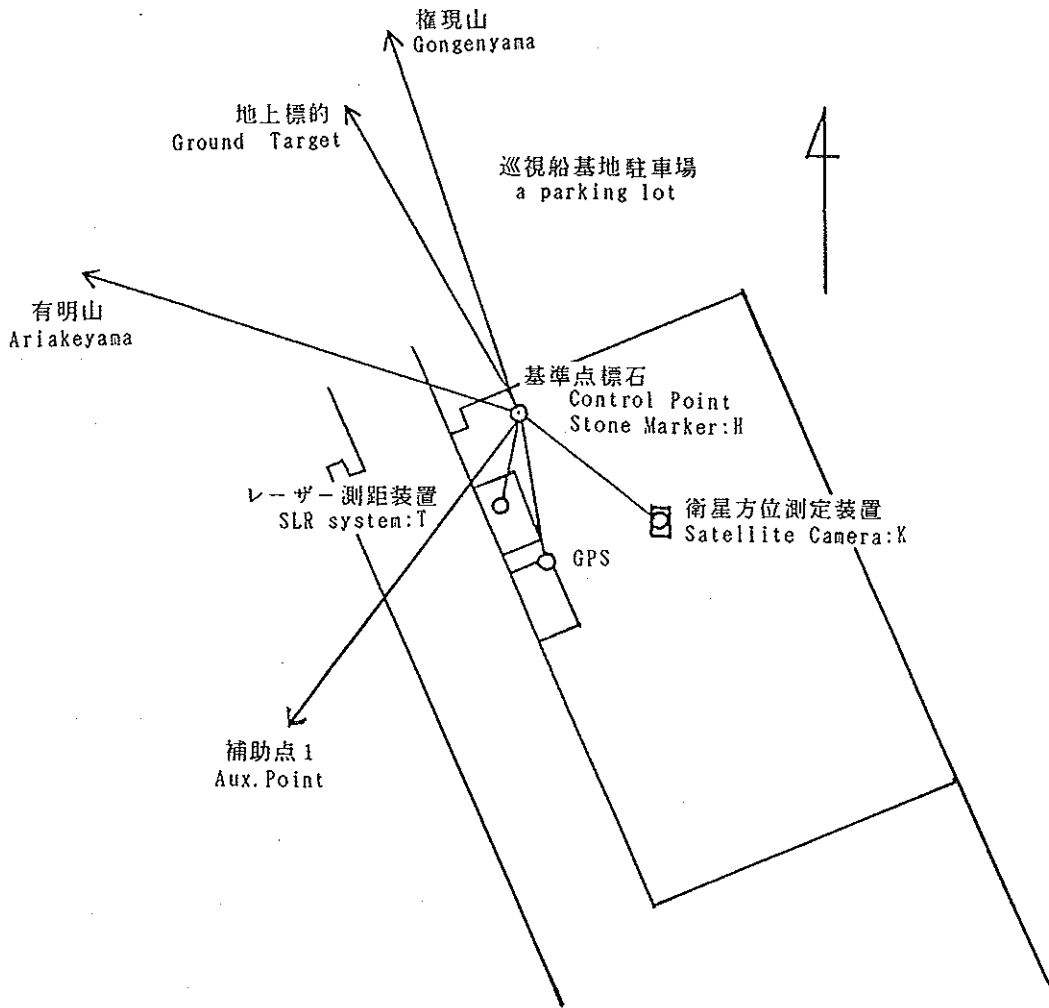 権現山
Gongenyama
地上標的
Ground Target
巡視船基地駐車場
a parking lot
有明山
Ariakeyama
基準点標石
Control Point
Stone Marker:H
レーザー測距装置
SLR system:T
衛星方位測定装置
Satellite Camera:K
GPS
補助点1
Aux.Point